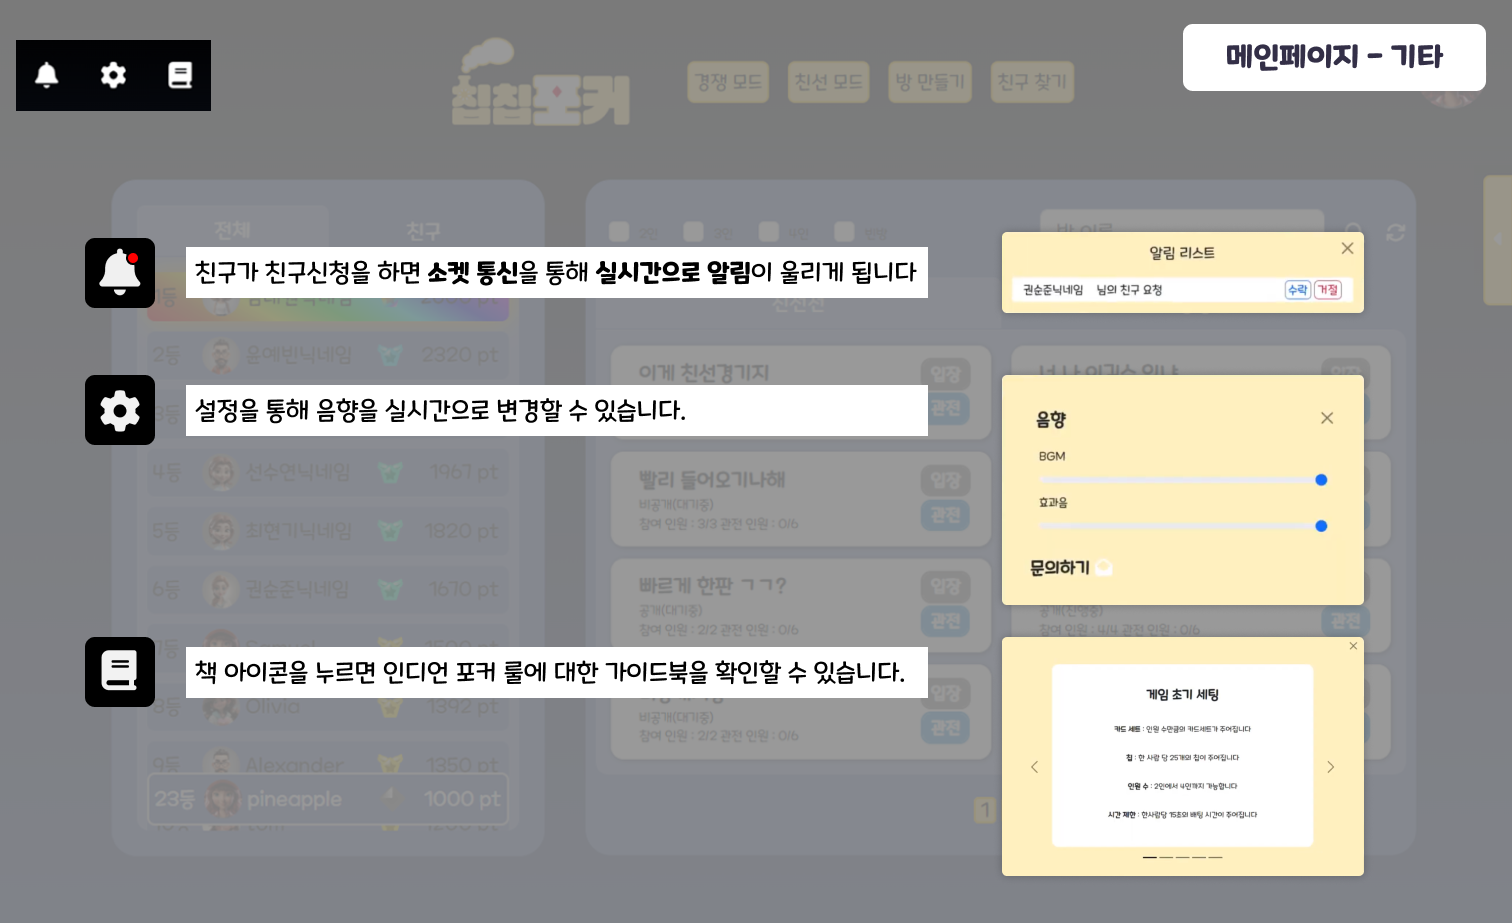 메인페이지 - 기타
칩칩포커
경쟁 모드
친선 모드
방 만들기
친구 찾기
전체
친구
친구가 친구신청을 하면 소켓 통신을 통해 실시간으로 알림이 울리게 됩니다
알림 리스트
권순준닉네임 님의 친구 요청
수락
거절
2등 윤예빈닉네임 2320 pt
이게 친선경기지
입장
관전
설정을 통해 음향을 실시간으로 변경할 수 있습니다.
음향
BGM
효과음
문의하기
4등 선수연닉네임 1967 pt
빨리 들어오기나해
비공개(대기중)
참여 인원 : 3/3 관전 인원 : 0/6
입장
관전
5등 최현기닉네임 1820 pt
6등 권순준닉네임 1670 pt
빠르게 한판 ㄱㄱ?
공개(대기중)
참여 인원 : 2/2 관전 인원 : 0/6
입장
관전
공개(진행중)
참여 인원 : 4/4 관전 인원 : 0/6
관전
책 아이콘을 누르면 인디언 포커 룰에 대한 가이드북을 확인할 수 있습니다.
8등 Olivia 1392 pt
비공개(대기중)
참여 인원 : 2/2 관전 인원 : 0/6
입장
관전
9등 Alexander 1350 pt
23등 pineapple 1000 pt
1
게임 초기 세팅
카드 세트 : 인원 수만큼의 카드세트가 주어집니다
칩 : 한 사람 당 25개의 칩이 주어집니다
인원 수 : 2인에서 4인까지 가능합니다
시간 제한 : 한사람당 15초의 배팅 시간이 주어집니다